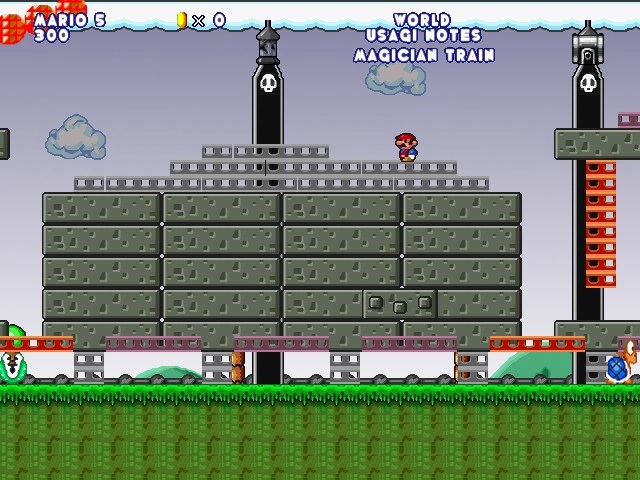 MARIO 5
300
× 0
WORLD
USAGI NOTES
MAGICIAN TRAIN